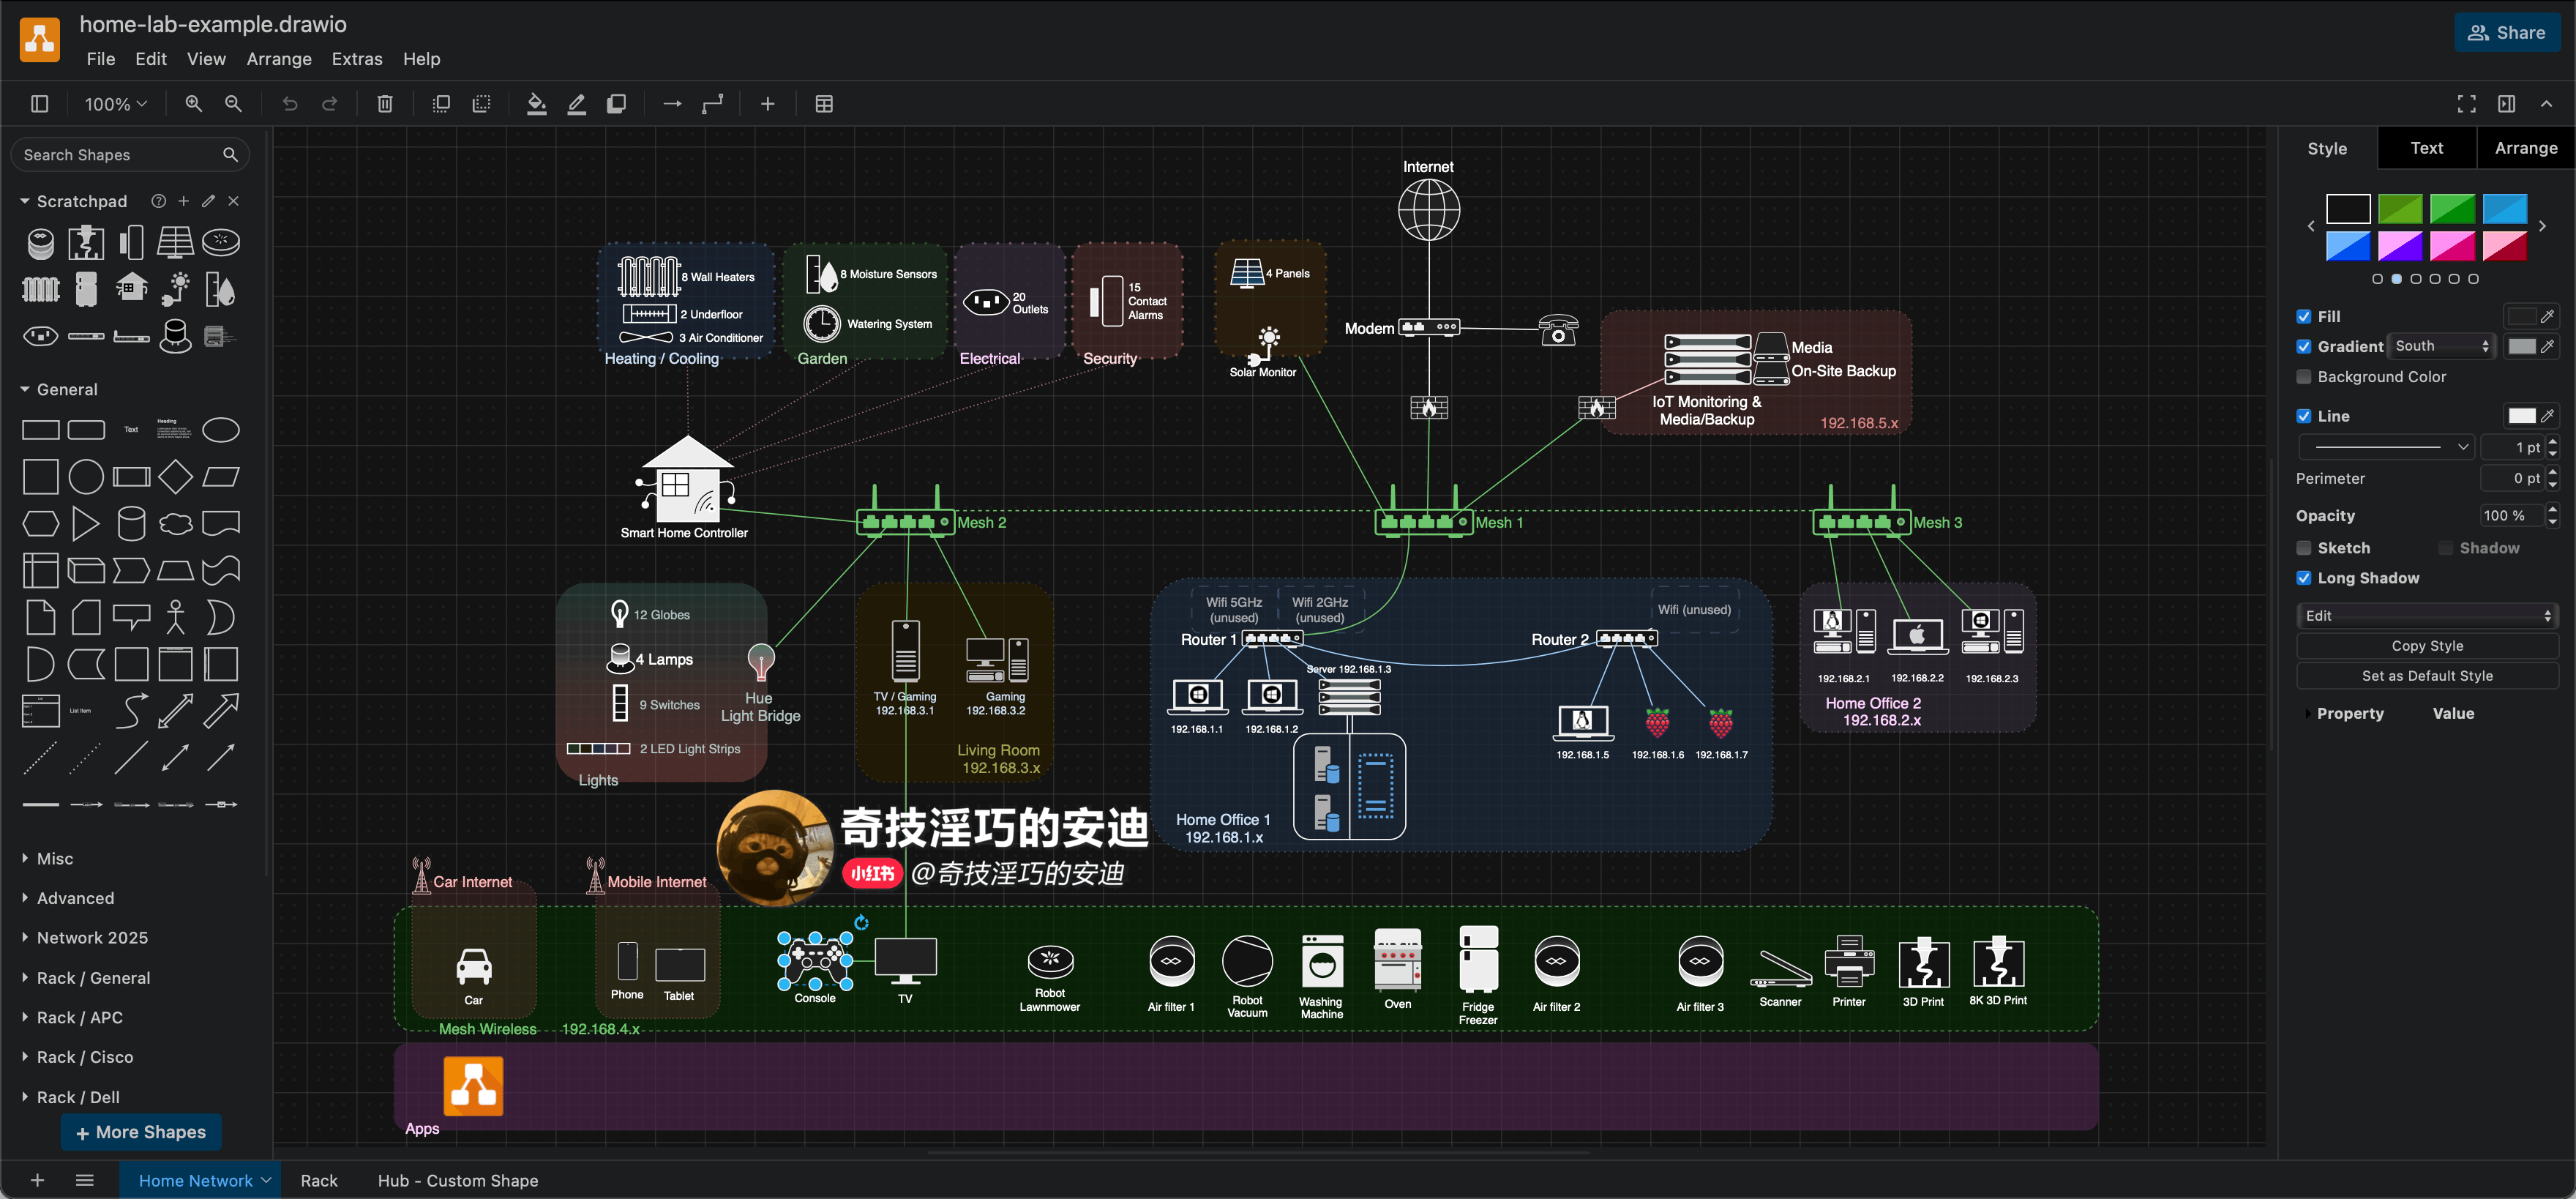 home-lab-example.drawio
File Edit View Arrange Extras Help
Share
100%
Search Shapes
Scratchpad
General
Text
Heading
List Item
Misc
Advanced
Network 2025
Rack / General
Rack / APC
Rack / Cisco
Rack / Dell
+ More Shapes
Internet
8 Wall Heaters
2 Underfloor
3 Air Conditioner
Heating / Cooling
8 Moisture Sensors
Watering System
Garden
20
Outlets
Electrical
15
Contact
Alarms
Security
4 Panels
Solar Monitor
Modem
Media
On-Site Backup
IoT Monitoring &
Media/Backup
192.168.5.x
Smart Home Controller
Mesh 2
Mesh 1
Mesh 3
12 Globes
4 Lamps
9 Switches
2 LED Light Strips
Lights
Hue
Light Bridge
TV / Gaming
192.168.3.1
Gaming
192.168.3.2
Living Room
192.168.3.x
Wifi 5GHz
(unused)
Wifi 2GHz
(unused)
Wifi (unused)
Router 1
Router 2
Server 192.168.1.3
192.168.1.1
192.168.1.2
192.168.1.5
192.168.1.6
192.168.1.7
Home Office 1
192.168.1.x
192.168.2.1
192.168.2.2
192.168.2.3
Home Office 2
192.168.2.x
奇技淫巧的安迪
小红书 @奇技淫巧的安迪
Car Internet
Mobile Internet
Car
Phone
Tablet
Console
TV
Robot
Lawnmower
Air filter 1
Robot
Vacuum
Washing
Machine
Oven
Fridge
Freezer
Air filter 2
Air filter 3
Scanner
Printer
3D Print
8K 3D Print
Mesh Wireless 192.168.4.x
Apps
Style Text Arrange
Fill
Gradient South
Background Color
Line
1 pt
Perimeter 0 pt
Opacity 100 %
Sketch Shadow
Long Shadow
Edit
Copy Style
Set as Default Style
Property Value
Home Network Rack Hub - Custom Shape